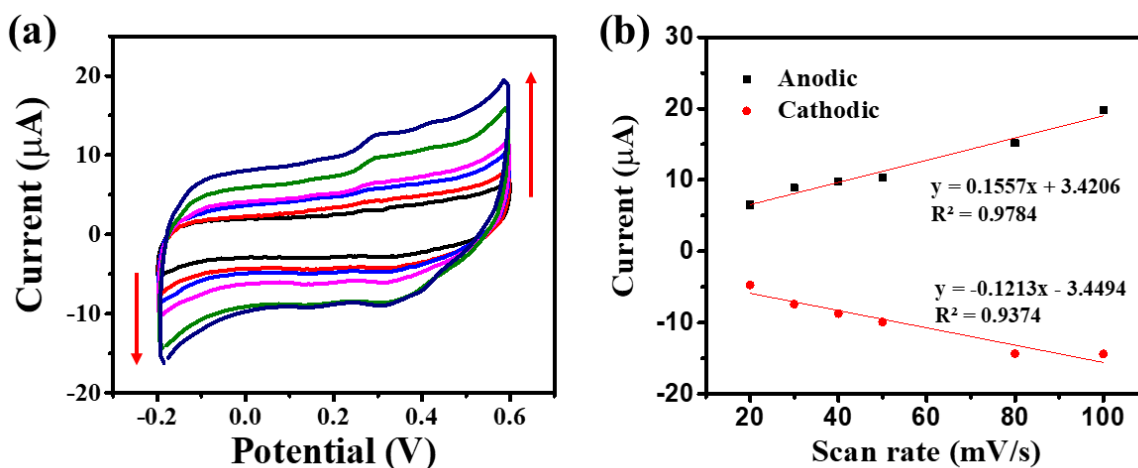 (a)
Current (μA)
20
10
0
-10
-20
-0.2
0.0
0.2
0.4
0.6
Potential (V)
(b)
Current (μA)
30
20
10
0
-10
-20
Anodic
Cathodic
y = 0.1557x + 3.4206
R² = 0.9784
y = -0.1213x - 3.4494
R² = 0.9374
20
40
60
80
100
Scan rate (mV/s)